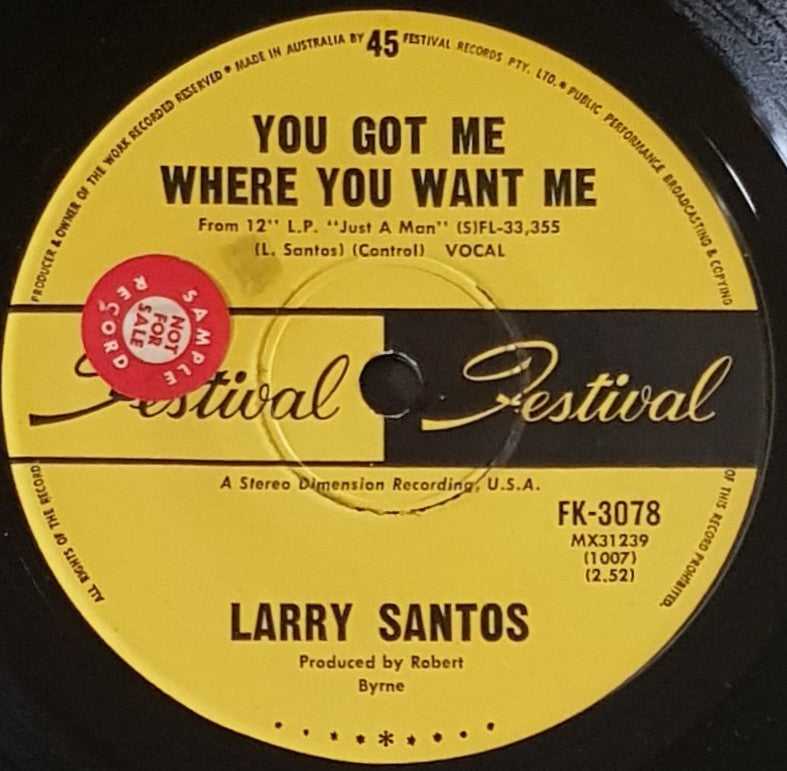 PRODUCER & OWNER OF THE WORK RECORDED RESERVED * MADE IN AUSTRALIA BY 45 FESTIVAL RECORDS PTY. LTD. * PUBLIC PERFORMANCE BROADCASTING & COPYING
YOU GOT ME
WHERE YOU WANT ME
From 12" L.P. "Just A Man" (S)FL-33,355
(L. Santos) (Control) VOCAL
SAMPLE RECORD
NOT
FOR
SALE
Festival Festival
A Stereo Dimension Recording, U.S.A.
FK-3078
MX31239
(1007)
(2.52)
ALL RIGHTS OF THE RECORD
OF THIS RECORD PROHIBITED.
LARRY SANTOS
Produced by Robert
Byrne